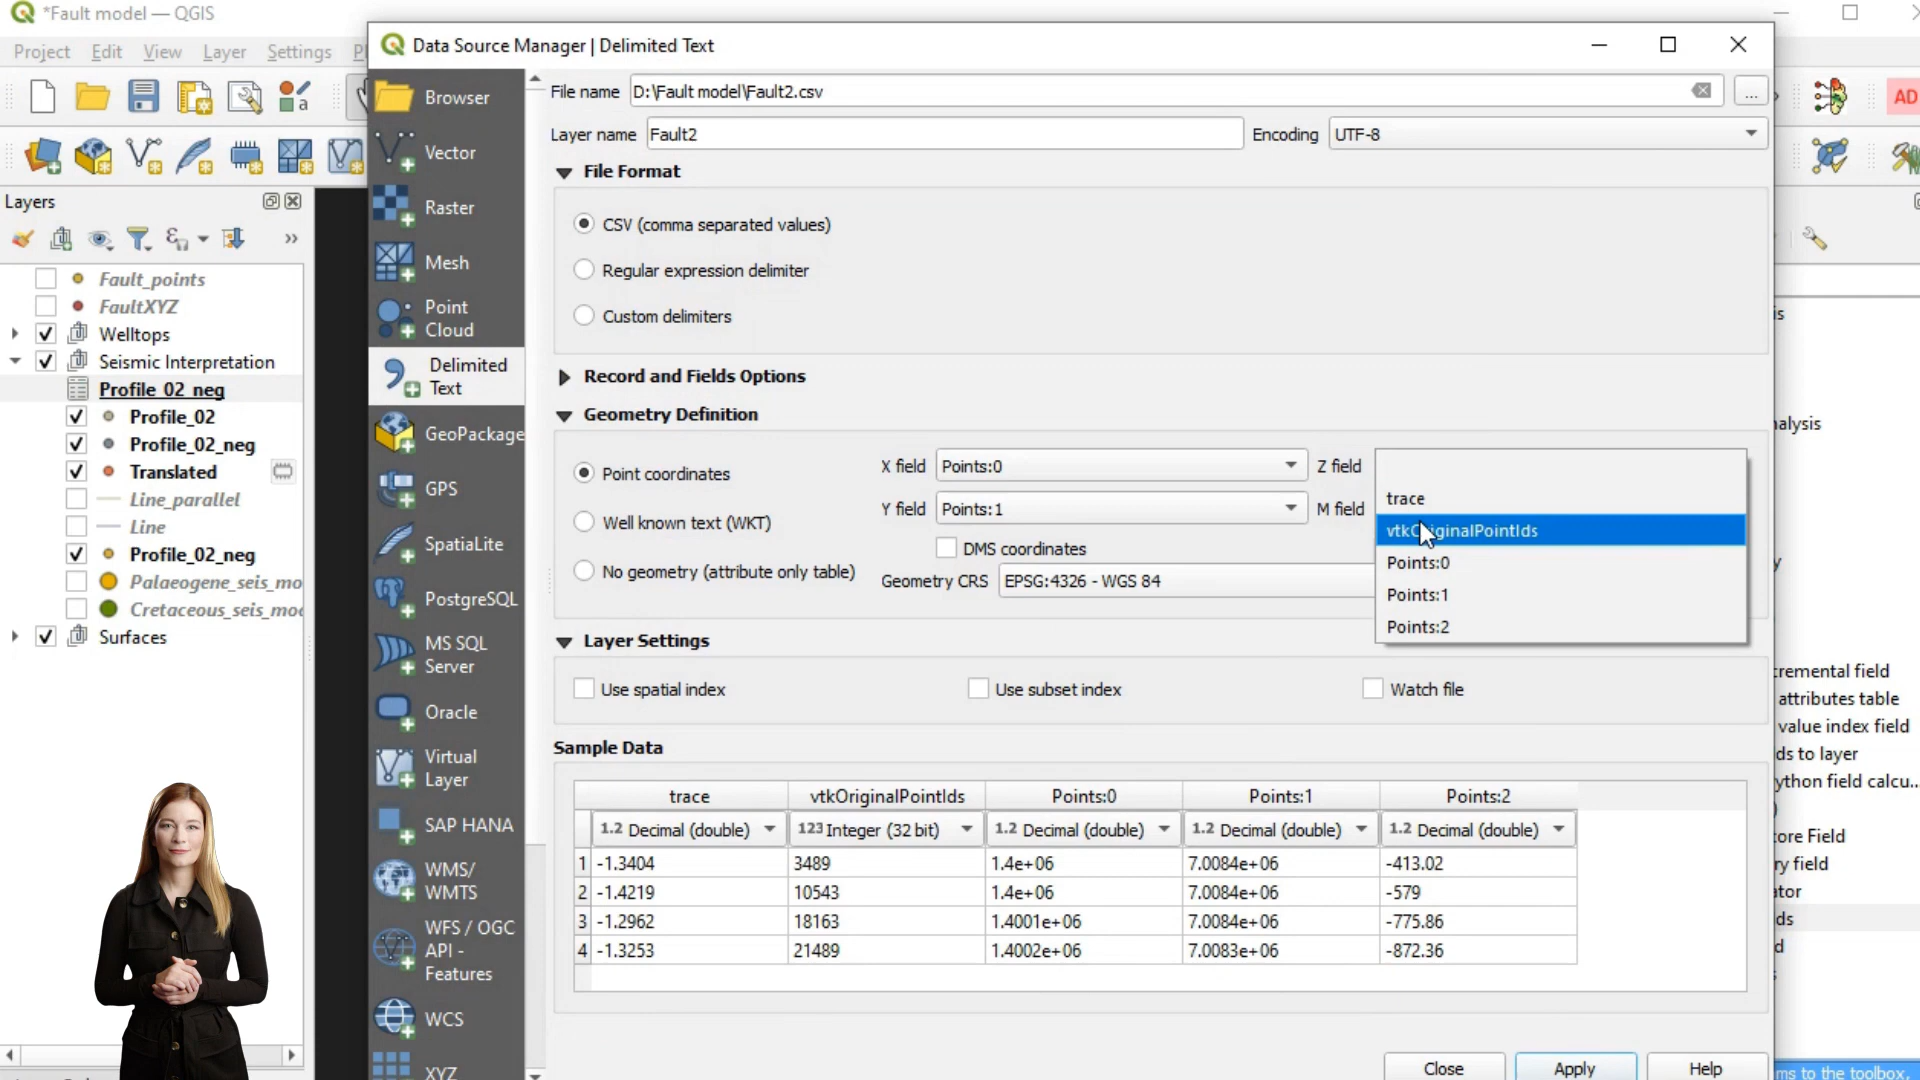 *Fault model — QGIS
Project Edit View Layer Settings
Layers
Fault_points
FaultXYZ
Welltops
Seismic Interpretation
Profile_02_neg
Profile_02
Profile_02_neg
Translated
Line_parallel
Line
Profile_02_neg
Palaeogene_seis_mo
Cretaceous_seis_moc
Surfaces
Data Source Manager | Delimited Text
Browser
Vector
Raster
Mesh
Point
Cloud
Delimited
Text
GeoPackage
GPS
SpatiaLite
PostgreSQL
MS SQL
Server
Oracle
Virtual
Layer
SAP HANA
WMS/
WMTS
WFS / OGC
API -
Features
WCS
XYZ
File name D:\Fault model\Fault2.csv ...
Layer name Fault2 Encoding UTF-8
File Format
CSV (comma separated values)
Regular expression delimiter
Custom delimiters
Record and Fields Options
Geometry Definition
Point coordinates
Well known text (WKT)
No geometry (attribute only table)
X field Points:0 Z field
Y field Points:1 M field
DMS coordinates
Geometry CRS EPSG:4326 - WGS 84
trace
vtkOriginalPointIds
Points:0
Points:1
Points:2
Layer Settings
Use spatial index Use subset index Watch file
Sample Data
trace vtkOriginalPointIds Points:0 Points:1 Points:2
1.2 Decimal (double) 123 Integer (32 bit) 1.2 Decimal (double) 1.2 Decimal (double) 1.2 Decimal (double)
1 -1.3404 3489 1.4e+06 7.0084e+06 -413.02
2 -1.4219 10543 1.4e+06 7.0084e+06 -579
3 -1.2962 18163 1.4001e+06 7.0084e+06 -775.86
4 -1.3253 21489 1.4002e+06 7.0083e+06 -872.36
Close Apply Help
AD
is
alysis
y
cremental field
attributes table
value index field
ds to layer
ython field calcu...
)
tore Field
ry field
ator
ds
d
ms to the toolbox,